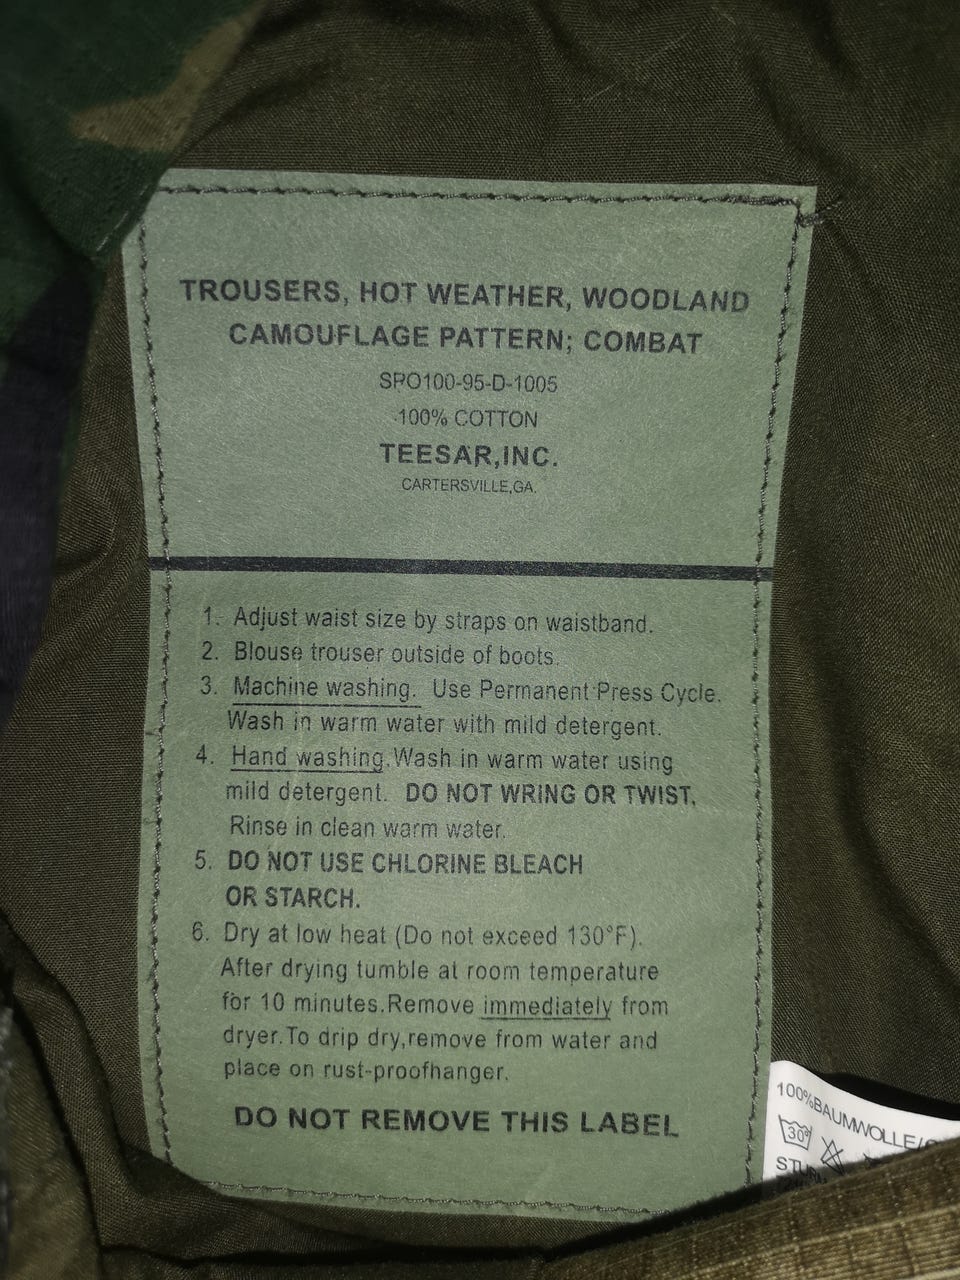 TROUSERS, HOT WEATHER, WOODLAND
CAMOUFLAGE PATTERN; COMBAT
SPO100-95-D-1005
100% COTTON
TEESAR,INC.
CARTERSVILLE,GA.
1. Adjust waist size by straps on waistband.
2. Blouse trouser outside of boots.
3. Machine washing. Use Permanent Press Cycle.
Wash in warm water with mild detergent.
4. Hand washing.Wash in warm water using
mild detergent. DO NOT WRING OR TWIST.
Rinse in clean warm water.
5. DO NOT USE CHLORINE BLEACH
OR STARCH.
6. Dry at low heat (Do not exceed 130°F).
After drying tumble at room temperature
for 10 minutes.Remove immediately from
dryer.To drip dry,remove from water and
place on rust-proofhanger.
DO NOT REMOVE THIS LABEL
100%BAUMWOLLE/
30°